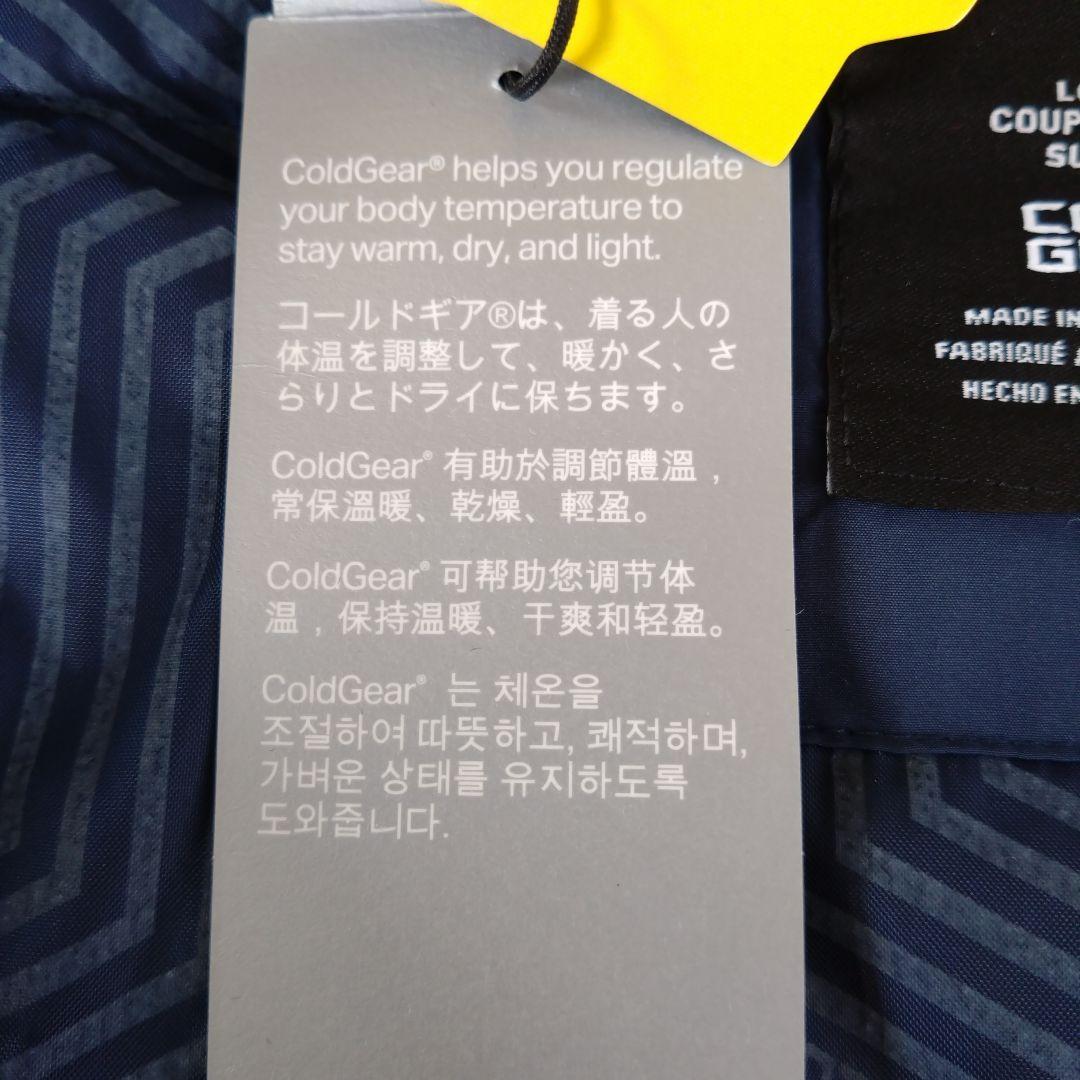 ColdGear® helps you regulate
your body temperature to
stay warm, dry, and light.
コールドギア®は、着る人の
体温を調整して、暖かく、さ
らりとドライに保ちます。
ColdGear® 有助於調節體溫，
常保溫暖、乾燥、輕盈。
ColdGear® 可帮助您调节体
温，保持温暖、干爽和轻盈。
ColdGear® 는 체온을
조절하여 따뜻하고, 쾌적하며,
가벼운 상태를 유지하도록
도와줍니다.
MADE IN
FABRIQUÉ
HECHO EN